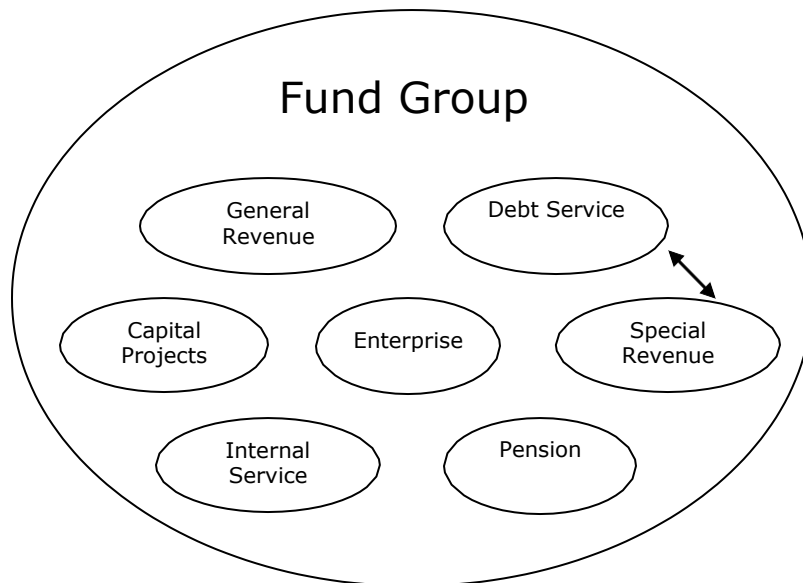 Fund Group
General
Revenue
Debt Service
Capital
Projects
Enterprise
Special
Revenue
Internal
Service
Pension